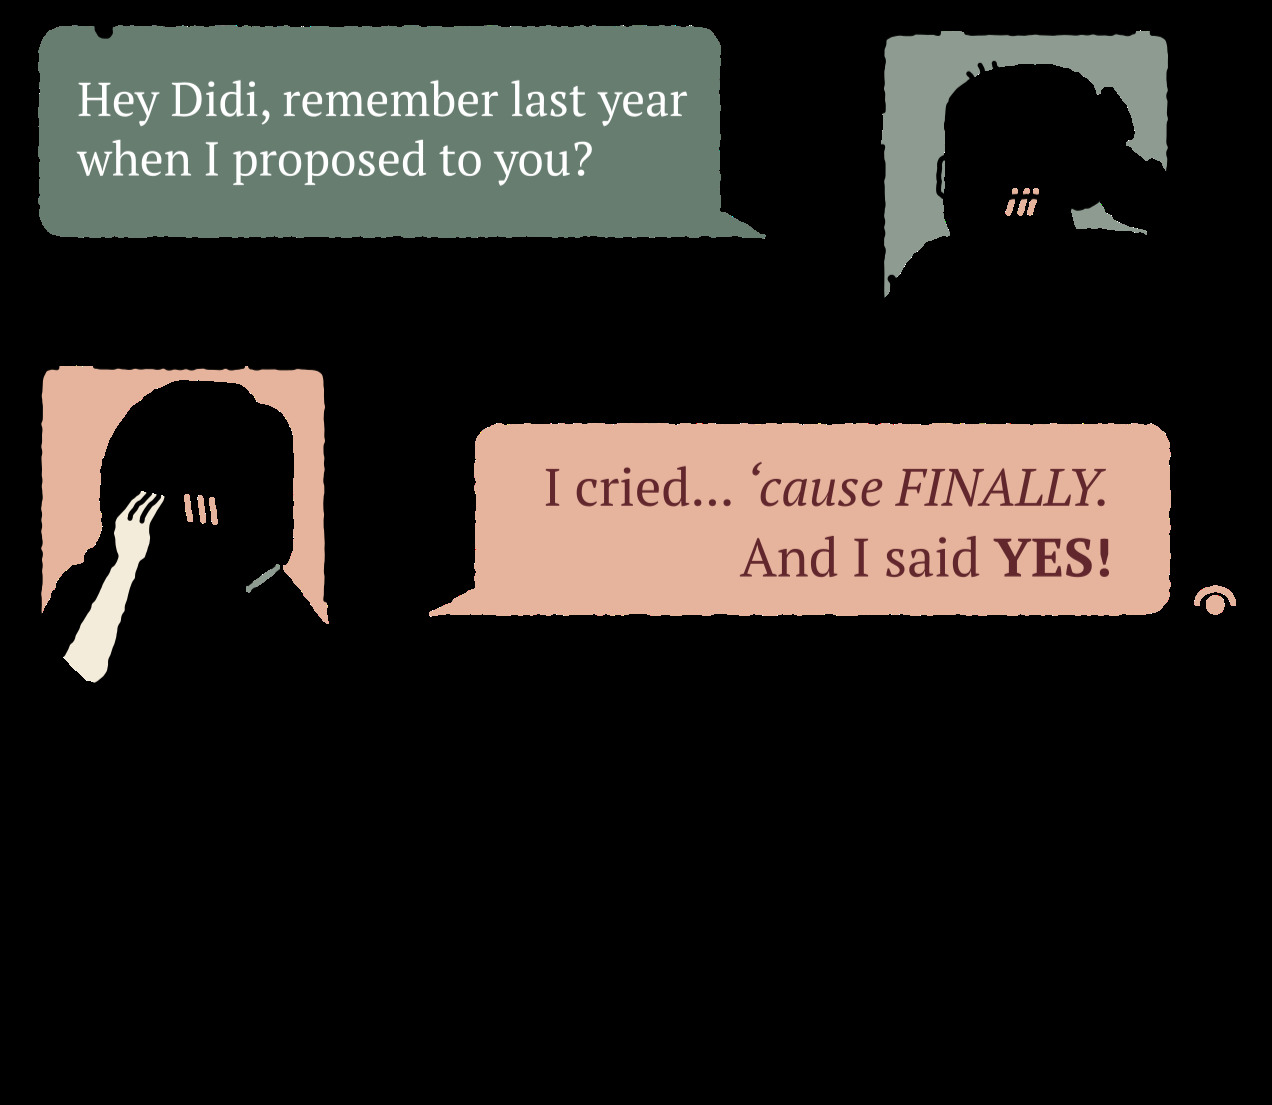 Hey Didi, remember last year
when I proposed to you?
I cried... ‘cause FINALLY.
And I said YES!